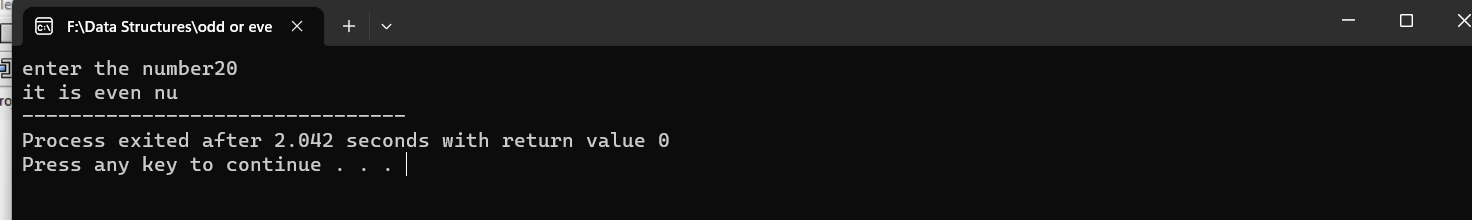 F:\Data Structures\odd or eve
enter the number20
it is even nu
--------------------------------
Process exited after 2.042 seconds with return value 0
Press any key to continue . . .